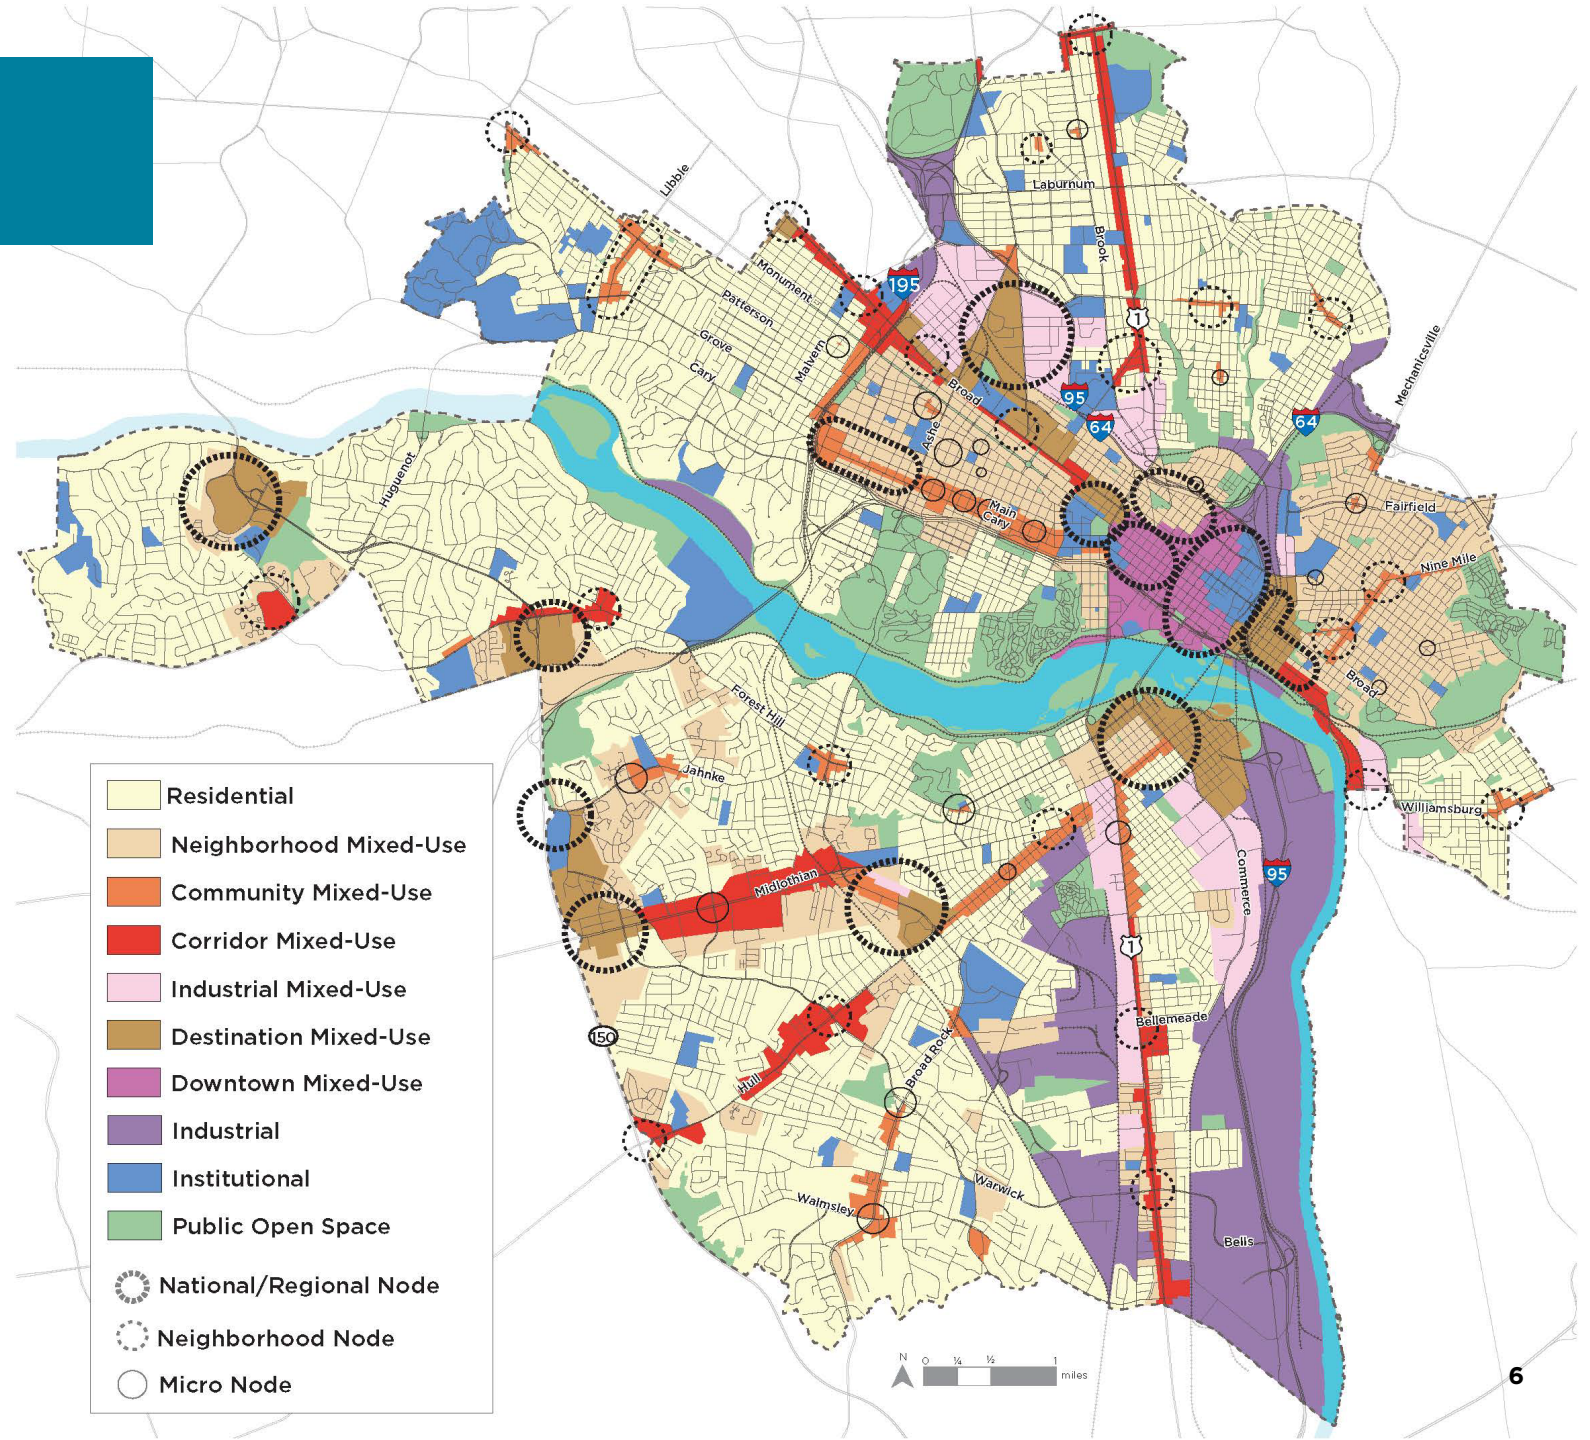 Libbie
Laburnum
Brook
Monument
195
Patterson
Grove
Malvern
Cary
1
Mechanicsville
Broad
95
64
64
Ashe
Huguenot
Main
Cary
Fairfield
Nine Mile
Broad
Forest Hill
Jahnke
Williamsburg
Midlothian
Commerce
95
1
Bellemeade
150
Broad Rock
Hull
Warwick
Walmsley
Bells
Residential
Neighborhood Mixed-Use
Community Mixed-Use
Corridor Mixed-Use
Industrial Mixed-Use
Destination Mixed-Use
Downtown Mixed-Use
Industrial
Institutional
Public Open Space
National/Regional Node
Neighborhood Node
Micro Node
N
0 ¼ ½ 1
miles
6